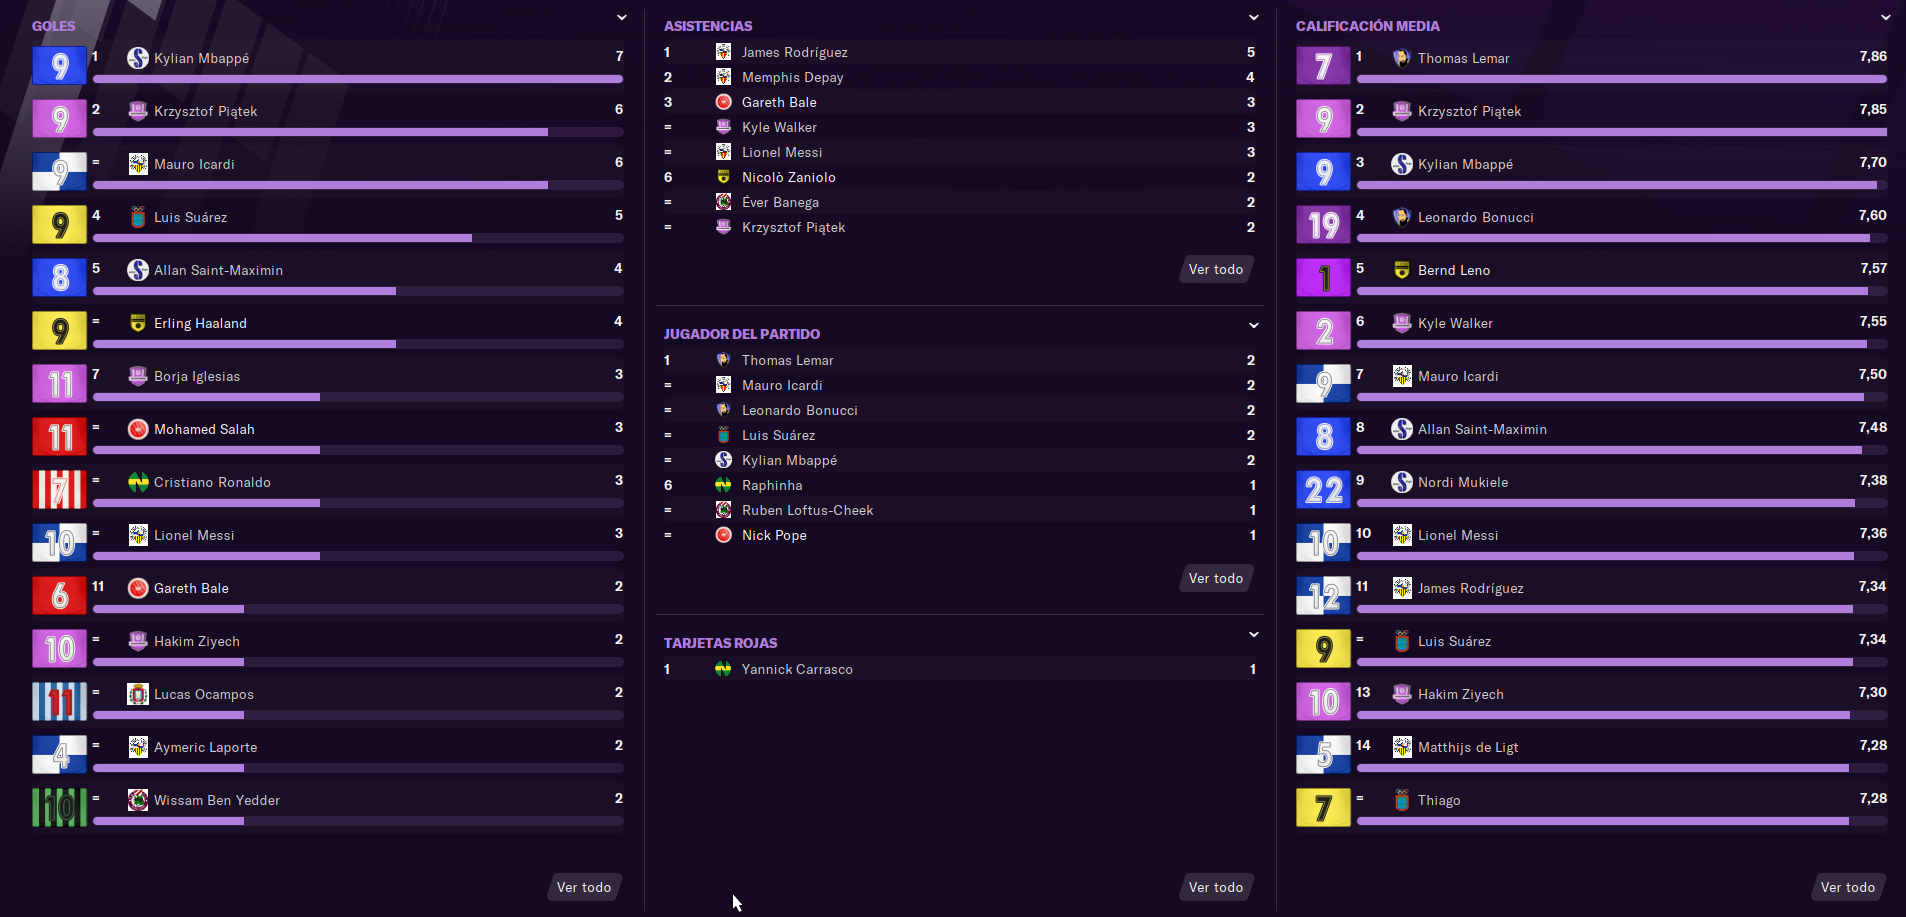 GOLES
9 1 Kylian Mbappé 7
9 2 Krzysztof Piątek 6
9 = Mauro Icardi 6
9 4 Luis Suárez 5
8 5 Allan Saint-Maximin 4
9 = Erling Haaland 4
11 7 Borja Iglesias 3
11 = Mohamed Salah 3
7 = Cristiano Ronaldo 3
10 = Lionel Messi 3
6 11 Gareth Bale 2
10 = Hakim Ziyech 2
11 = Lucas Ocampos 2
4 = Aymeric Laporte 2
10 = Wissam Ben Yedder 2
Ver todo
ASISTENCIAS
1 James Rodríguez 5
2 Memphis Depay 4
3 Gareth Bale 3
= Kyle Walker 3
= Lionel Messi 3
6 Nicolò Zaniolo 2
= Éver Banega 2
= Krzysztof Piątek 2
Ver todo
JUGADOR DEL PARTIDO
1 Thomas Lemar 2
= Mauro Icardi 2
= Leonardo Bonucci 2
= Luis Suárez 2
= Kylian Mbappé 2
6 Raphinha 1
= Ruben Loftus-Cheek 1
= Nick Pope 1
Ver todo
TARJETAS ROJAS
1 Yannick Carrasco 1
Ver todo
CALIFICACIÓN MEDIA
7 1 Thomas Lemar 7,86
9 2 Krzysztof Piątek 7,85
9 3 Kylian Mbappé 7,70
19 4 Leonardo Bonucci 7,60
1 5 Bernd Leno 7,57
2 6 Kyle Walker 7,55
9 7 Mauro Icardi 7,50
8 8 Allan Saint-Maximin 7,48
22 9 Nordi Mukiele 7,38
10 10 Lionel Messi 7,36
12 11 James Rodríguez 7,34
9 = Luis Suárez 7,34
10 13 Hakim Ziyech 7,30
5 14 Matthijs de Ligt 7,28
7 = Thiago 7,28
Ver todo